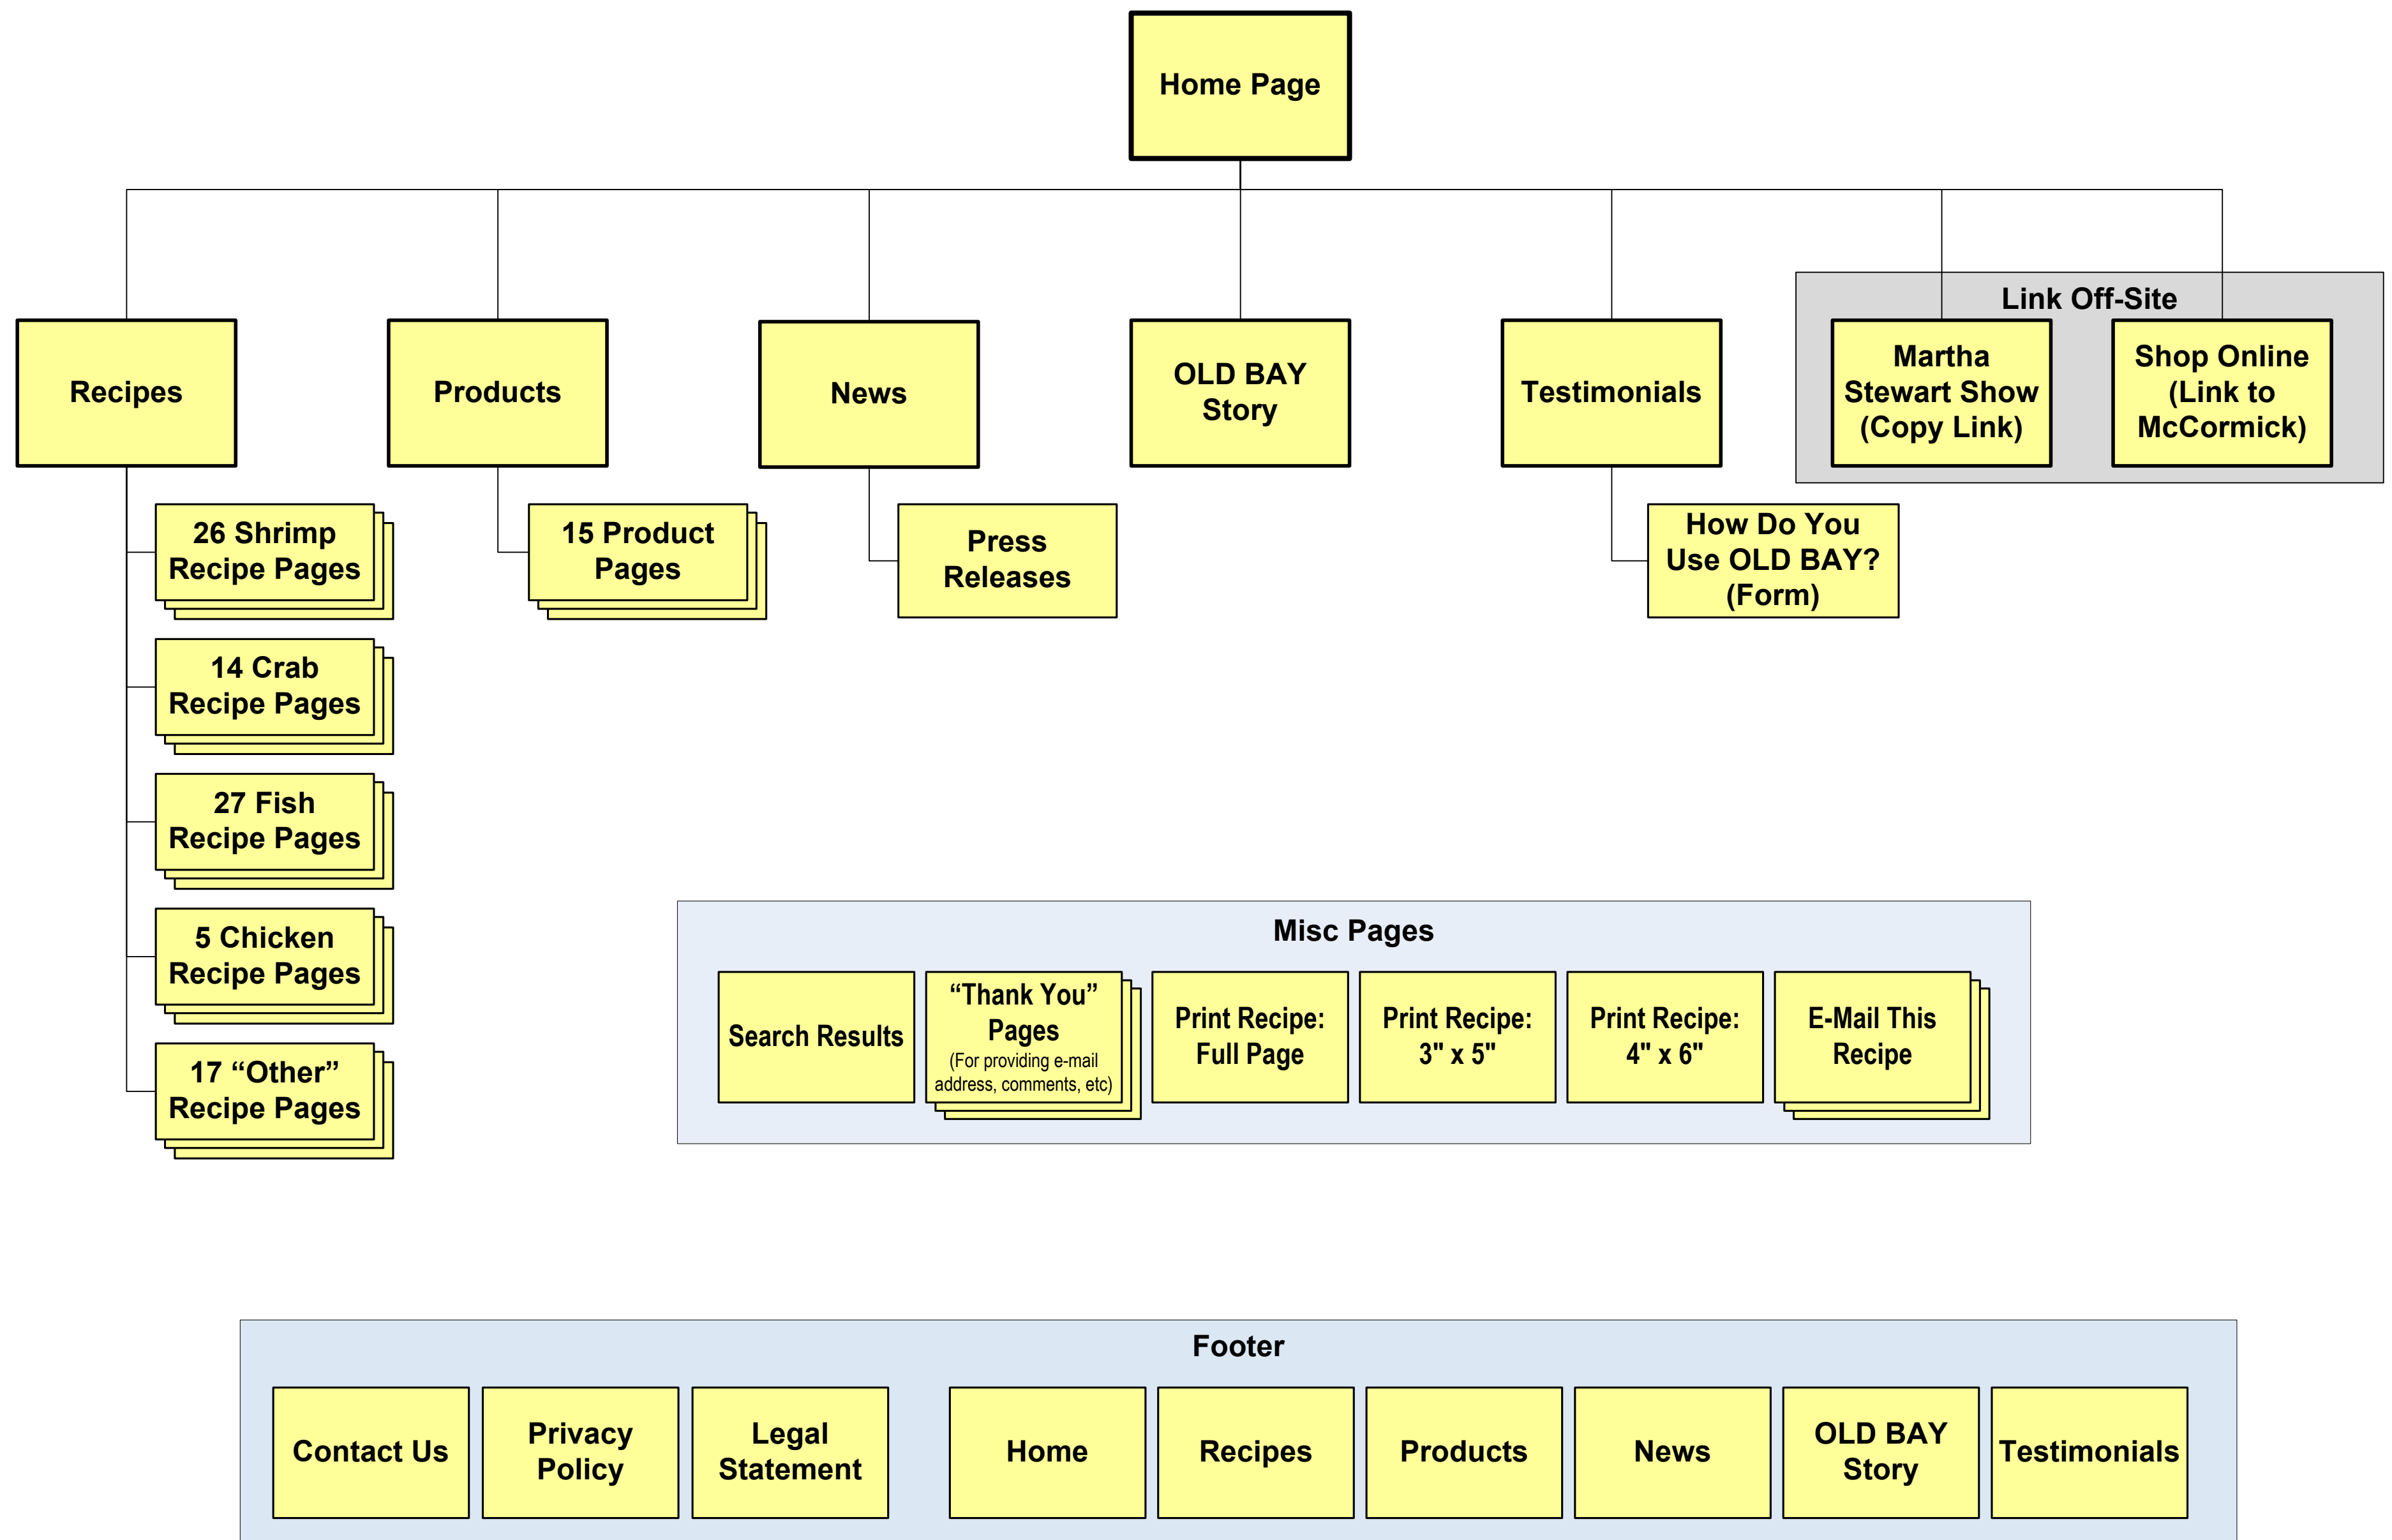 Home Page
Link Off-Site
Recipes
Products
News
OLD BAY
Story
Testimonials
Martha
Stewart Show
(Copy Link)
Shop Online
(Link to
McCormick)
26 Shrimp
Recipe Pages
14 Crab
Recipe Pages
27 Fish
Recipe Pages
5 Chicken
Recipe Pages
17 “Other”
Recipe Pages
15 Product
Pages
Press
Releases
How Do You
Use OLD BAY?
(Form)
Misc Pages
Search Results
“Thank You”
Pages
(For providing e-mail
address, comments, etc)
Print Recipe:
Full Page
Print Recipe:
3" x 5"
Print Recipe:
4" x 6"
E-Mail This
Recipe
Footer
Contact Us
Privacy
Policy
Legal
Statement
Home
Recipes
Products
News
OLD BAY
Story
Testimonials